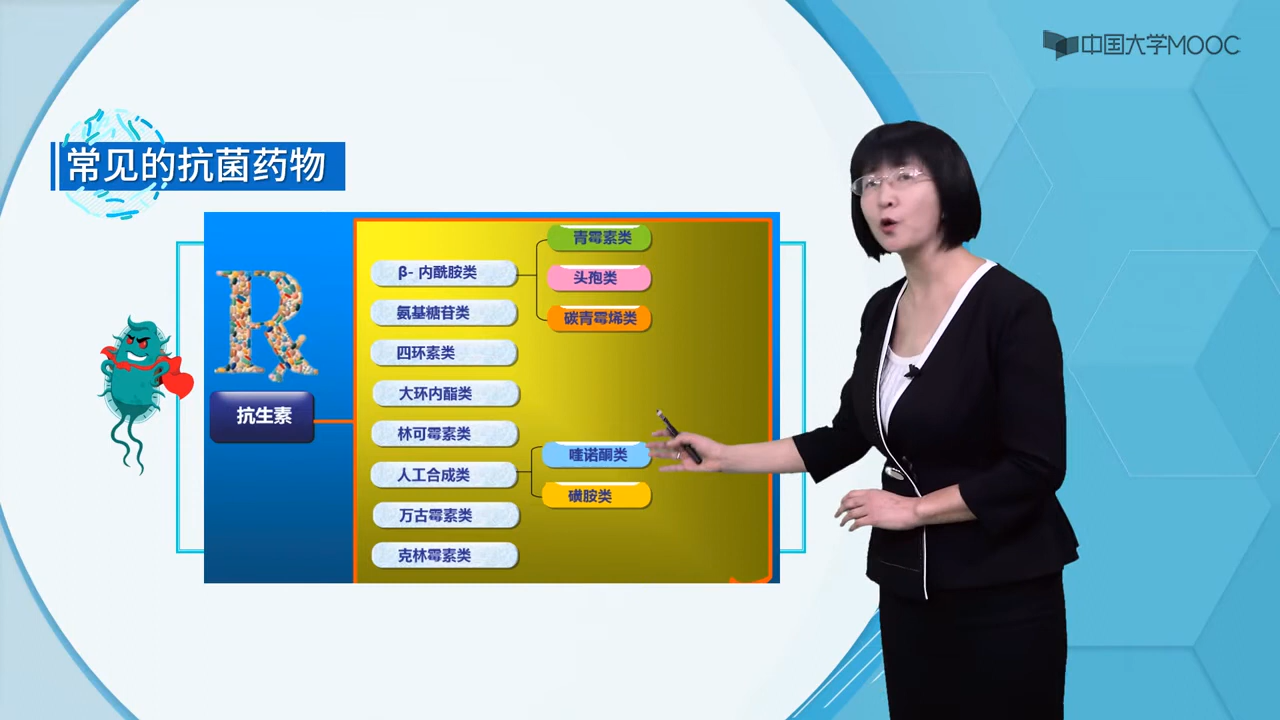 中国大学MOOC
常见的抗菌药物
抗生素
β- 内酰胺类
青霉素类
头孢类
碳青霉烯类
氨基糖苷类
四环素类
大环内酯类
林可霉素类
人工合成类
喹诺酮类
磺胺类
万古霉素类
克林霉素类